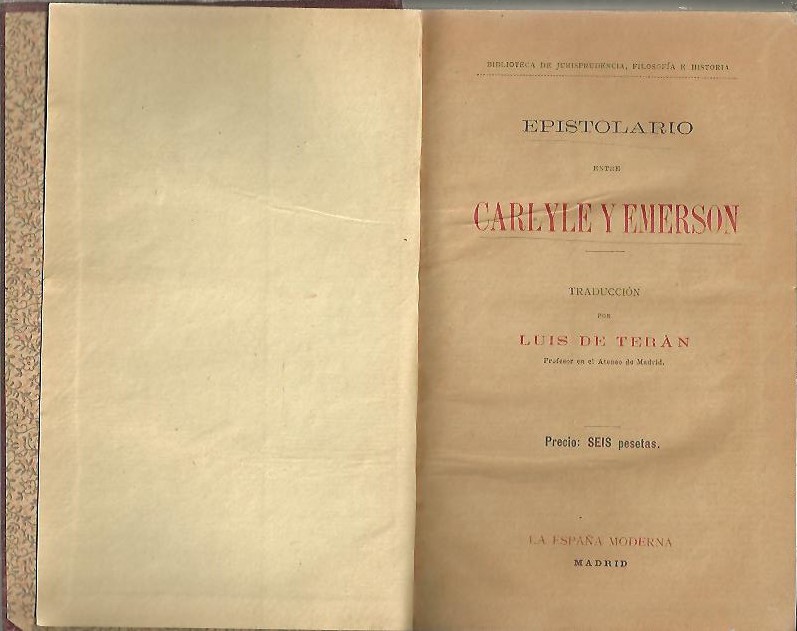 BIBLIOTECA DE JURISPRUDENCIA, FILOSOFÍA E HISTORIA
EPISTOLARIO
ENTRE
CARLYLE Y EMERSON
TRADUCCIÓN
POR
LUIS DE TERÁN
Profesor en el Ateneo de Madrid.
Precio: SEIS pesetas.
LA ESPAÑA MODERNA
MADRID